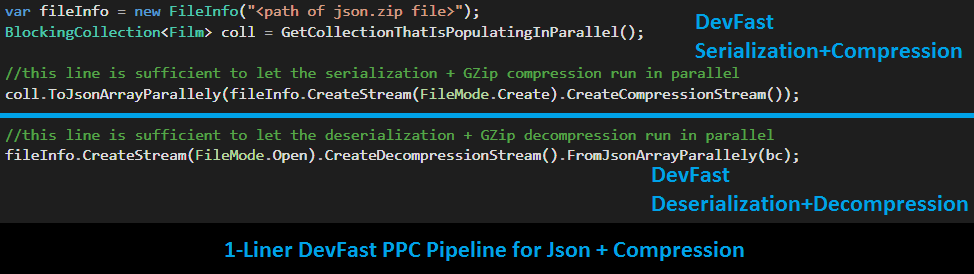 var fileInfo = new FileInfo("<path of json.zip file>");
BlockingCollection<Film> coll = GetCollectionThatIsPopulatingInParallel();
DevFast
Serialization+Compression
//this line is sufficient to let the serialization + GZip compression run in parallel
coll.ToJsonArrayParallely(fileInfo.CreateStream(FileMode.Create).CreateCompressionStream());
//this line is sufficient to let the deserialization + GZip decompression run in parallel
fileInfo.CreateStream(FileMode.Open).CreateDecompressionStream().FromJsonArrayParallely(bc);
DevFast
Deserialization+Decompression
1-Liner DevFast PPC Pipeline for Json + Compression